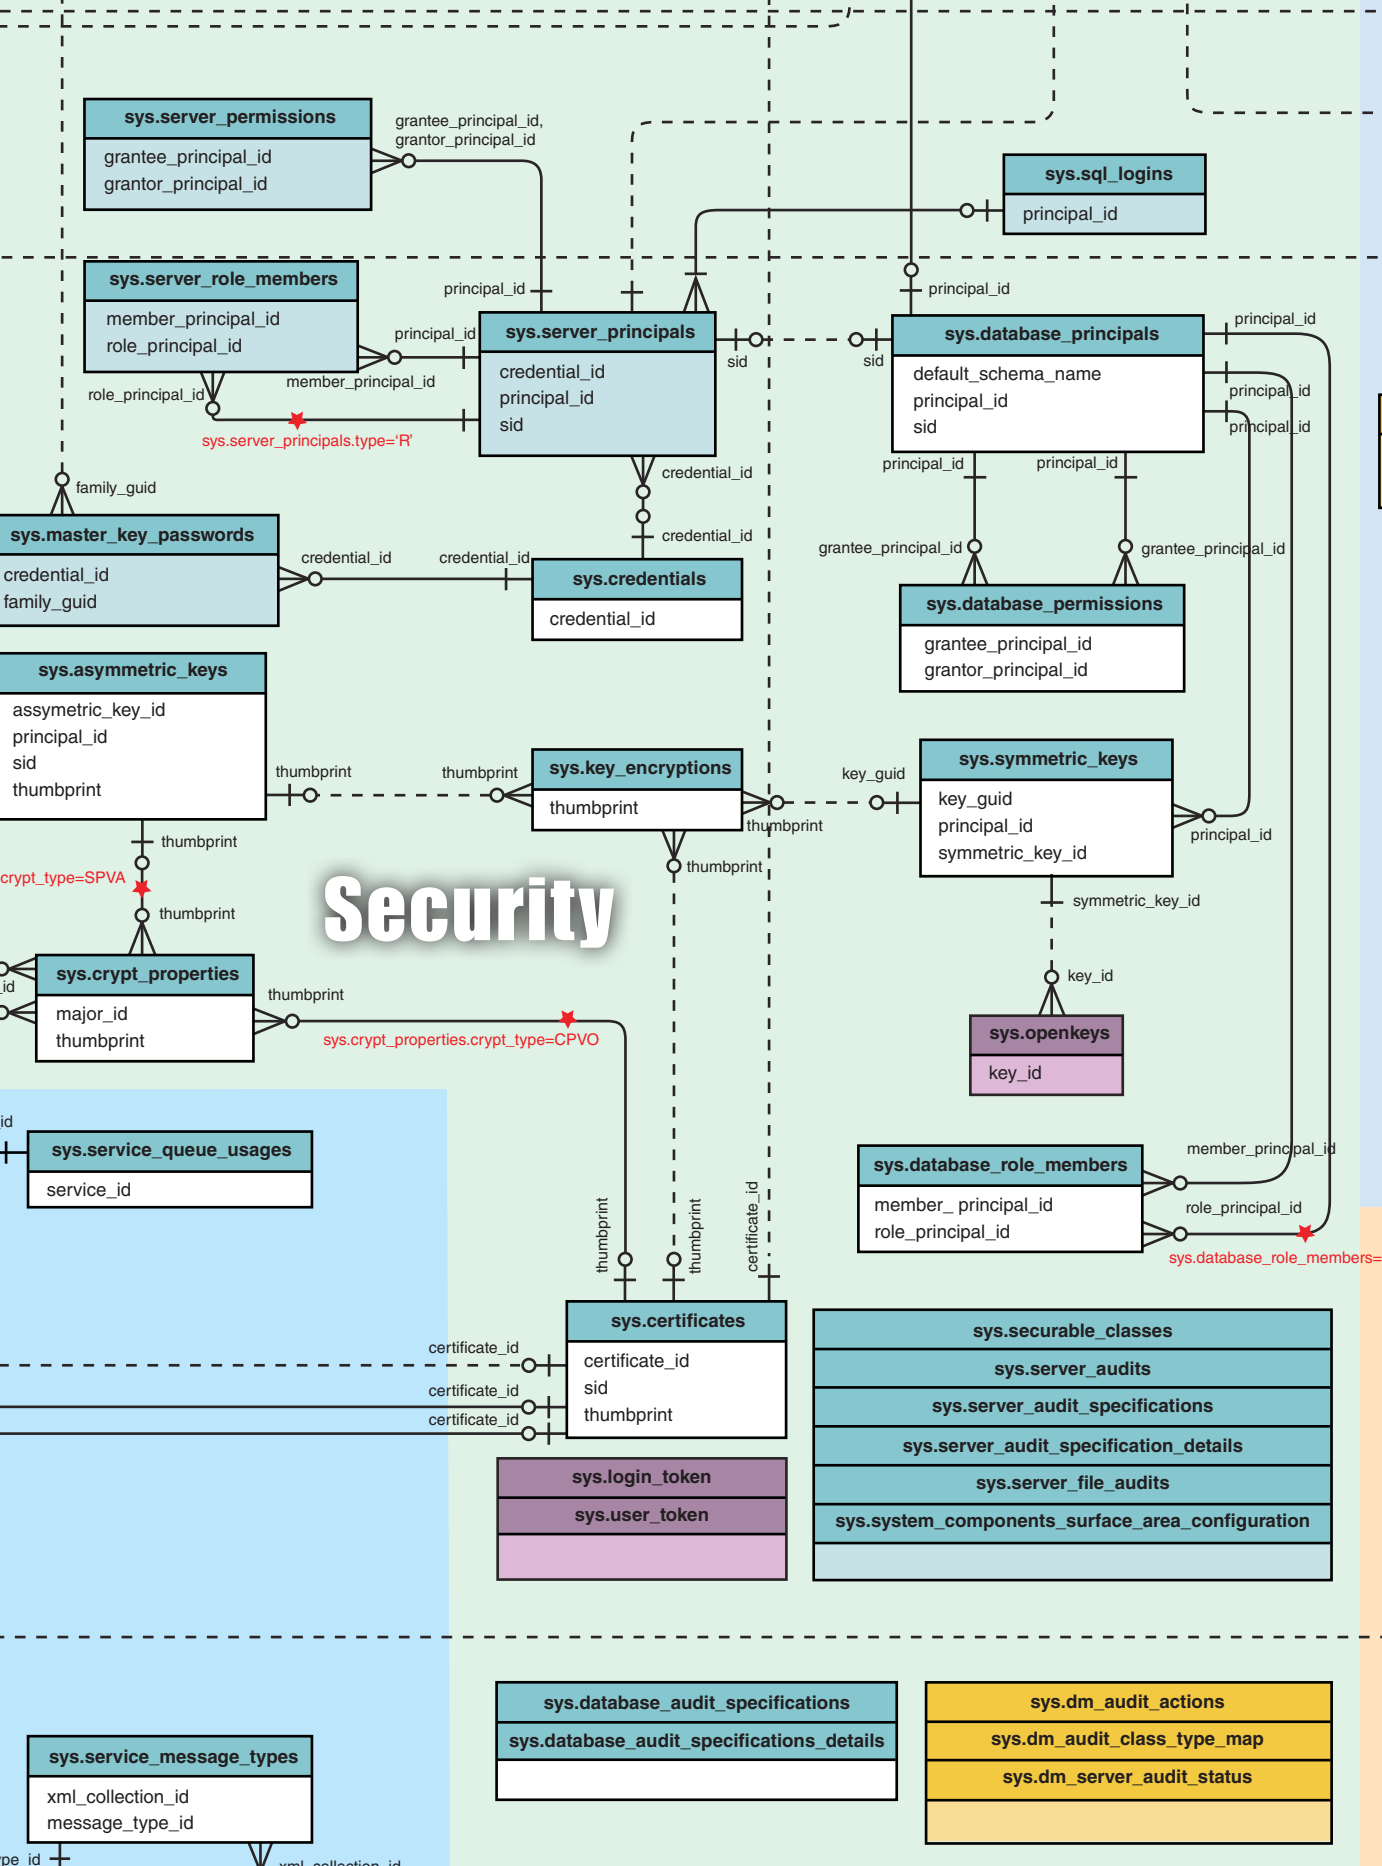 sys.server_permissions
grantee_principal_id
grantor_principal_id
grantee_principal_id,
grantor_principal_id
sys.sql_logins
principal_id
sys.server_role_members
member_principal_id
role_principal_id
principal_id
principal_id
member_principal_id
role_principal_id
sys.server_principals.type=‘R’
sys.server_principals
credential_id
principal_id
sid
sid
sid
principal_id
sys.database_principals
default_schema_name
principal_id
sid
principal_id
principal_id
principal_id
principal_id
principal_id
grantee_principal_id
grantee_principal_id
credential_id
credential_id
family_guid
sys.master_key_passwords
credential_id
family_guid
credential_id
credential_id
sys.credentials
credential_id
sys.database_permissions
grantee_principal_id
grantor_principal_id
sys.asymmetric_keys
assymetric_key_id
principal_id
sid
thumbprint
thumbprint
thumbprint
sys.key_encryptions
thumbprint
thumbprint
thumbprint
key_guid
sys.symmetric_keys
key_guid
principal_id
symmetric_key_id
principal_id
thumbprint
crypt_type=SPVA
thumbprint
Security
symmetric_key_id
key_id
sys.openkeys
key_id
_id
sys.crypt_properties
major_id
thumbprint
thumbprint
sys.crypt_properties.crypt_type=CPVO
id
sys.service_queue_usages
service_id
sys.database_role_members
member_ principal_id
role_principal_id
member_principal_id
role_principal_id
sys.database_role_members=
thumbprint
thumbprint
certificate_id
sys.certificates
certificate_id
sid
thumbprint
certificate_id
certificate_id
certificate_id
sys.securable_classes
sys.server_audits
sys.server_audit_specifications
sys.server_audit_specification_details
sys.server_file_audits
sys.system_components_surface_area_configuration
sys.login_token
sys.user_token
sys.database_audit_specifications
sys.database_audit_specifications_details
sys.dm_audit_actions
sys.dm_audit_class_type_map
sys.dm_server_audit_status
sys.service_message_types
xml_collection_id
message_type_id
ype_id
xml_collection_id